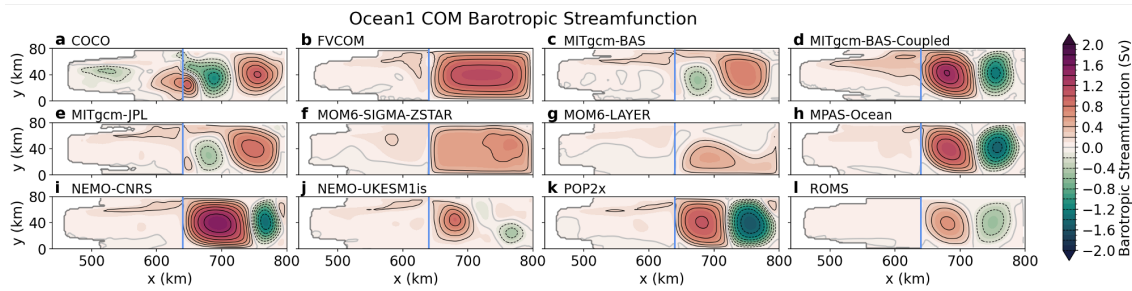 Ocean1 COM Barotropic Streamfunction
a COCO
b FVCOM
c MITgcm-BAS
d MITgcm-BAS-Coupled
80
40
0
y (km)
e MITgcm-JPL
f MOM6-SIGMA-ZSTAR
g MOM6-LAYER
h MPAS-Ocean
80
40
0
y (km)
i NEMO-CNRS
j NEMO-UKESM1is
k POP2x
l ROMS
80
40
0
y (km)
500 600 700 800
500 600 700 800
500 600 700 800
500 600 700 800
x (km)
x (km)
x (km)
x (km)
2.0
1.6
1.2
0.8
0.4
0.0
−0.4
−0.8
−1.2
−1.6
−2.0
Barotropic Streamfunction (Sv)